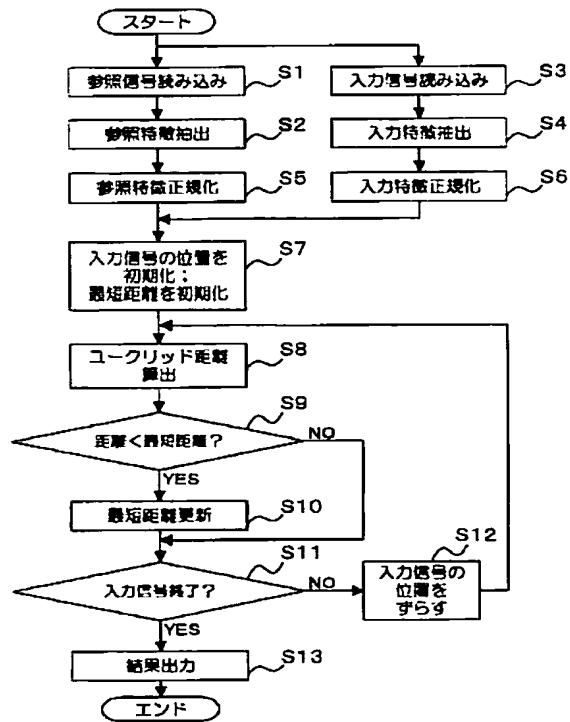 スタート
参照信号読み込み
S1
入力信号読み込み
S3
参照特徴抽出
S2
入力特徴抽出
S4
参照特徴正規化
S5
入力特徴正規化
S6
入力信号の位置を
初期化;
最短距離を初期化
S7
ユークリッド距離
算出
S8
距離<最短距離?
S9
NO
YES
最短距離更新
S10
入力信号終了?
S11
NO
入力信号の
位置を
ずらす
S12
YES
結果出力
S13
エンド